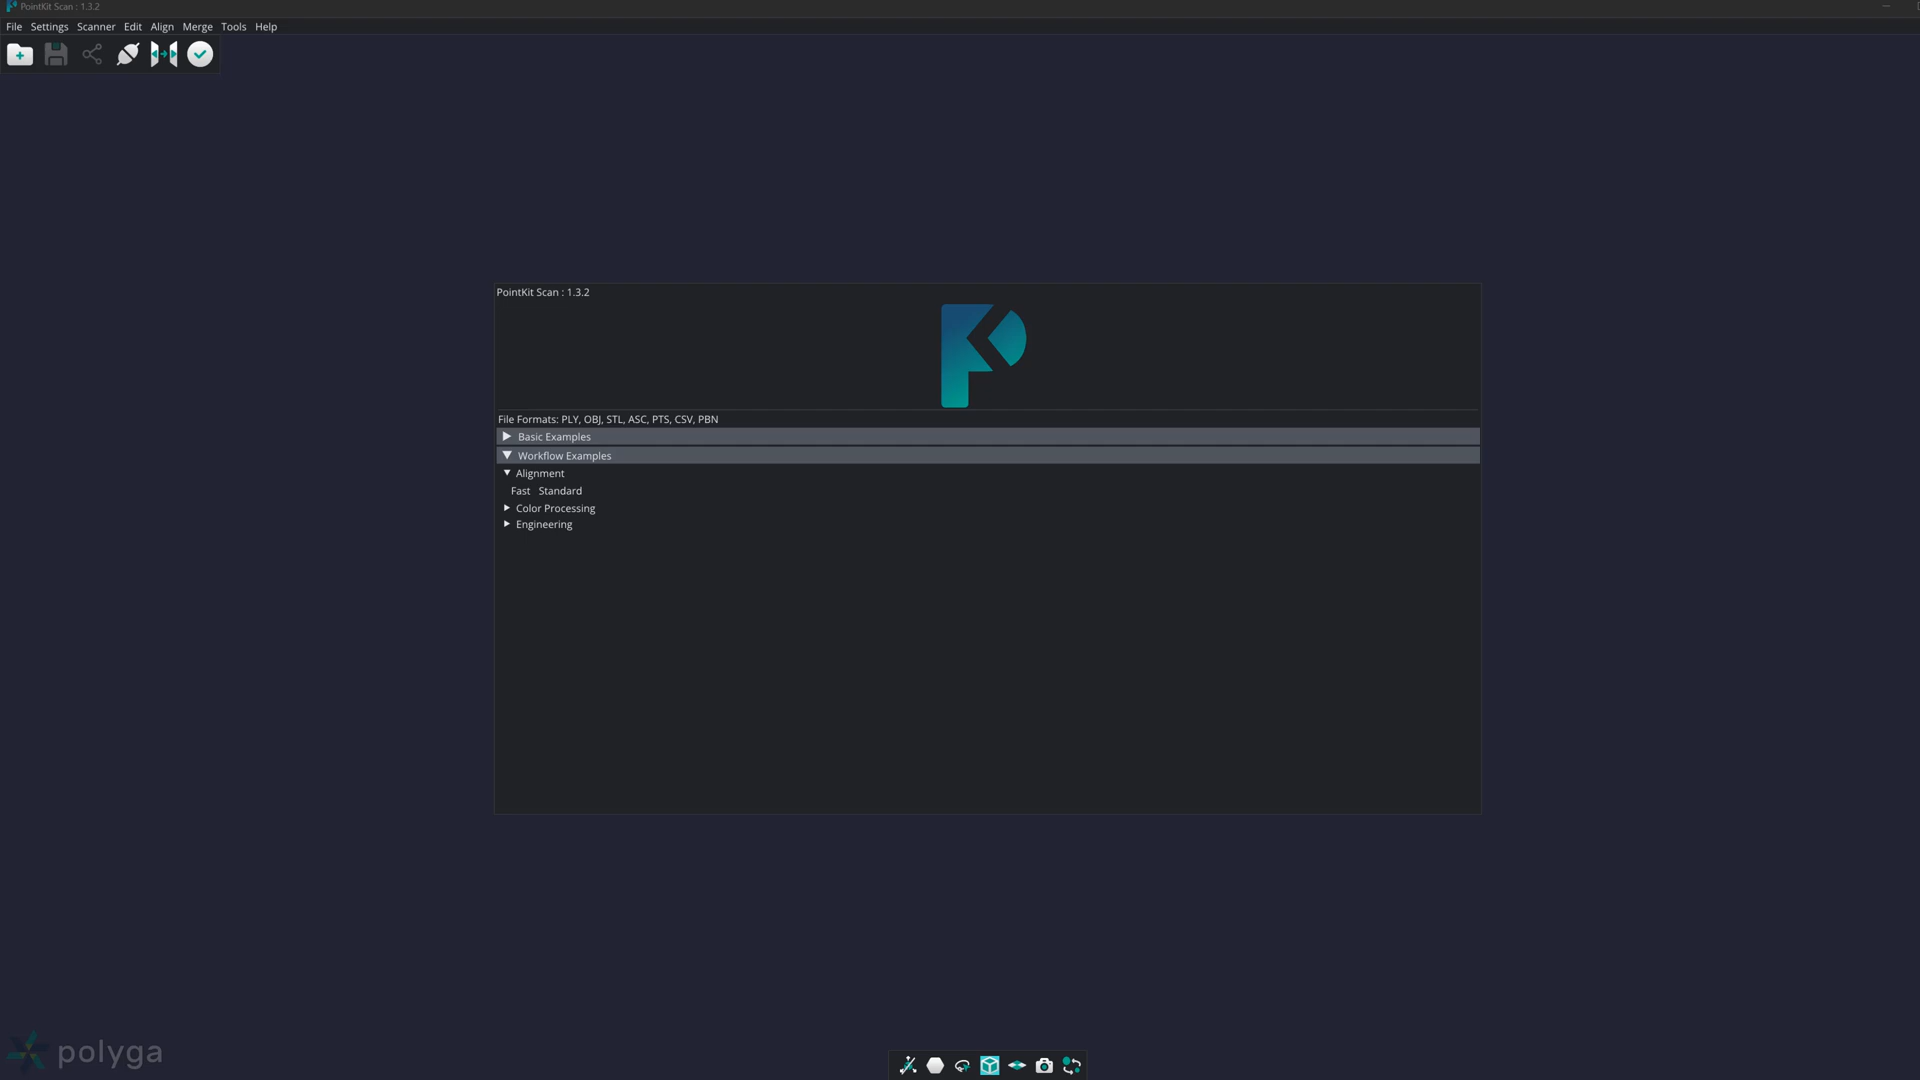 PointKit Scan : 1.3.2
File Settings Scanner Edit Align Merge Tools Help
PointKit Scan : 1.3.2
File Formats: PLY, OBJ, STL, ASC, PTS, CSV, PBN
Basic Examples
Workflow Examples
Alignment
Fast Standard
Color Processing
Engineering
polyga